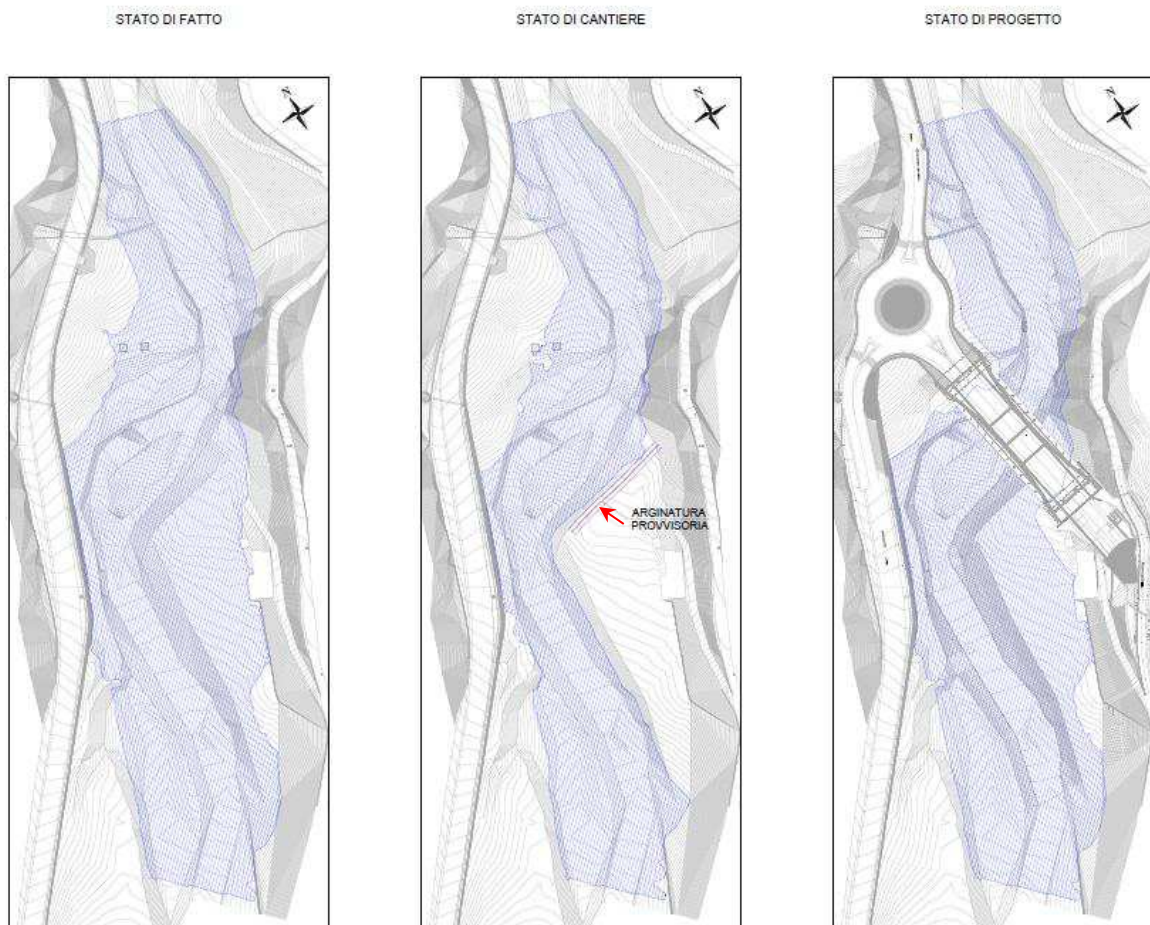 STATO DI FATTO
STATO DI CANTIERE
STATO DI PROGETTO
N
N
N
ARGINATURA
PROVVISORIA